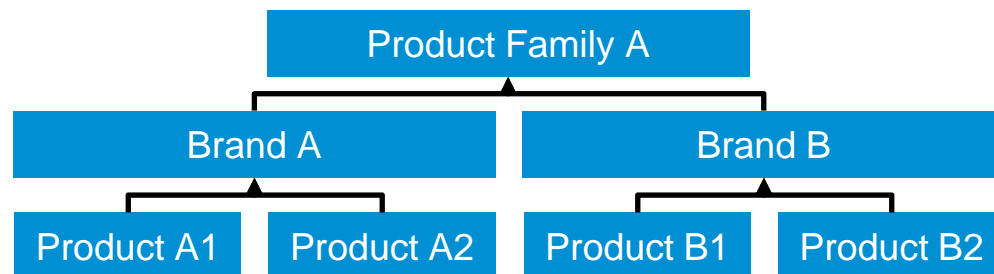 Product Family A
Brand A
Brand B
Product A1
Product A2
Product B1
Product B2